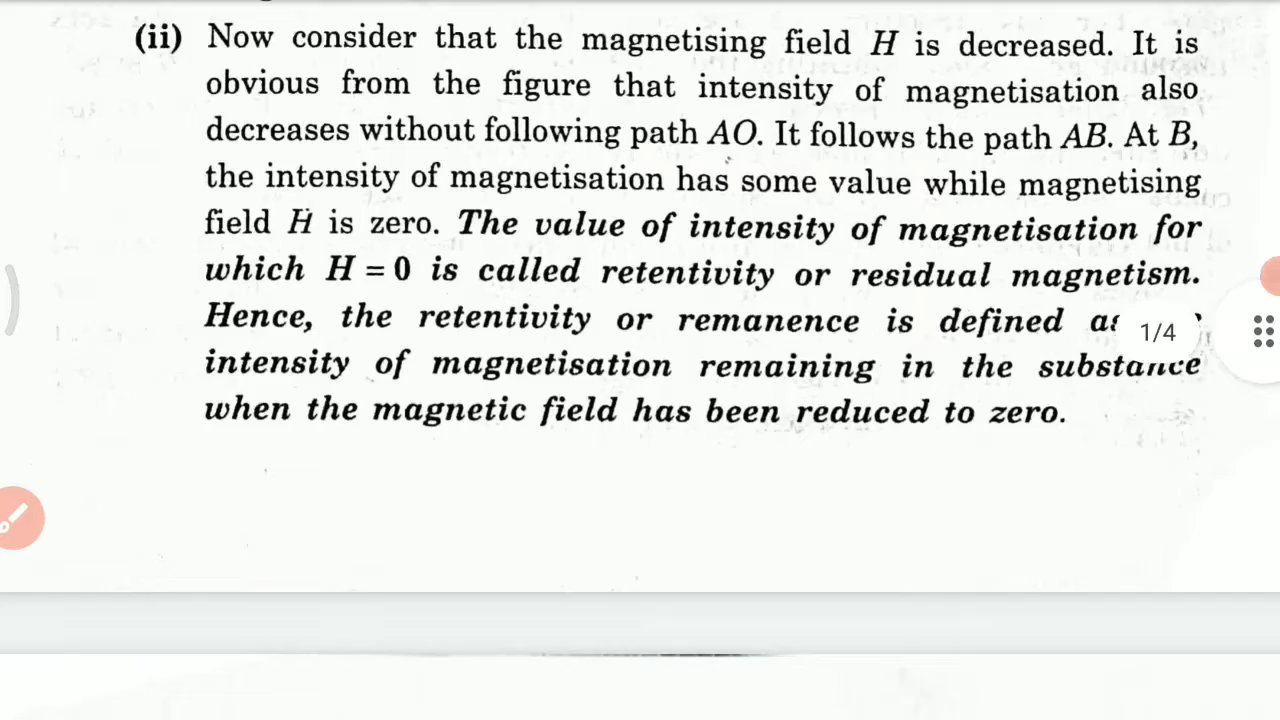 (ii) Now consider that the magnetising field H is decreased. It is
obvious from the figure that intensity of magnetisation also
decreases without following path AO. It follows the path AB. At B,
the intensity of magnetisation has some value while magnetising
field H is zero. The value of intensity of magnetisation for
which H = 0 is called retentivity or residual magnetism.
Hence, the retentivity or remanence is defined as
1/4
intensity of magnetisation remaining in the substance
when the magnetic field has been reduced to zero.